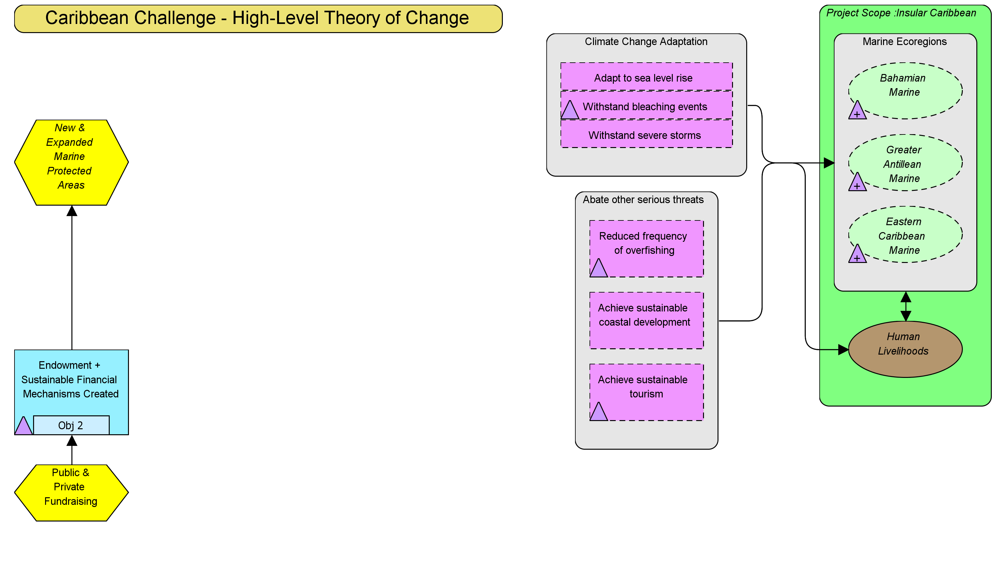 Caribbean Challenge - High-Level Theory of Change
New &
Expanded
Marine
Protected
Areas
Endowment +
Sustainable Financial
Mechanisms Created
Obj 2
Public &
Private
Fundraising
Climate Change Adaptation
Adapt to sea level rise
Withstand bleaching events
Withstand severe storms
Abate other serious threats
Reduced frequency
of overfishing
Achieve sustainable
coastal development
Achieve sustainable
tourism
Project Scope :Insular Caribbean
Marine Ecoregions
Bahamian
Marine
+
Greater
Antillean
Marine
+
Eastern
Caribbean
Marine
+
Human
Livelihoods